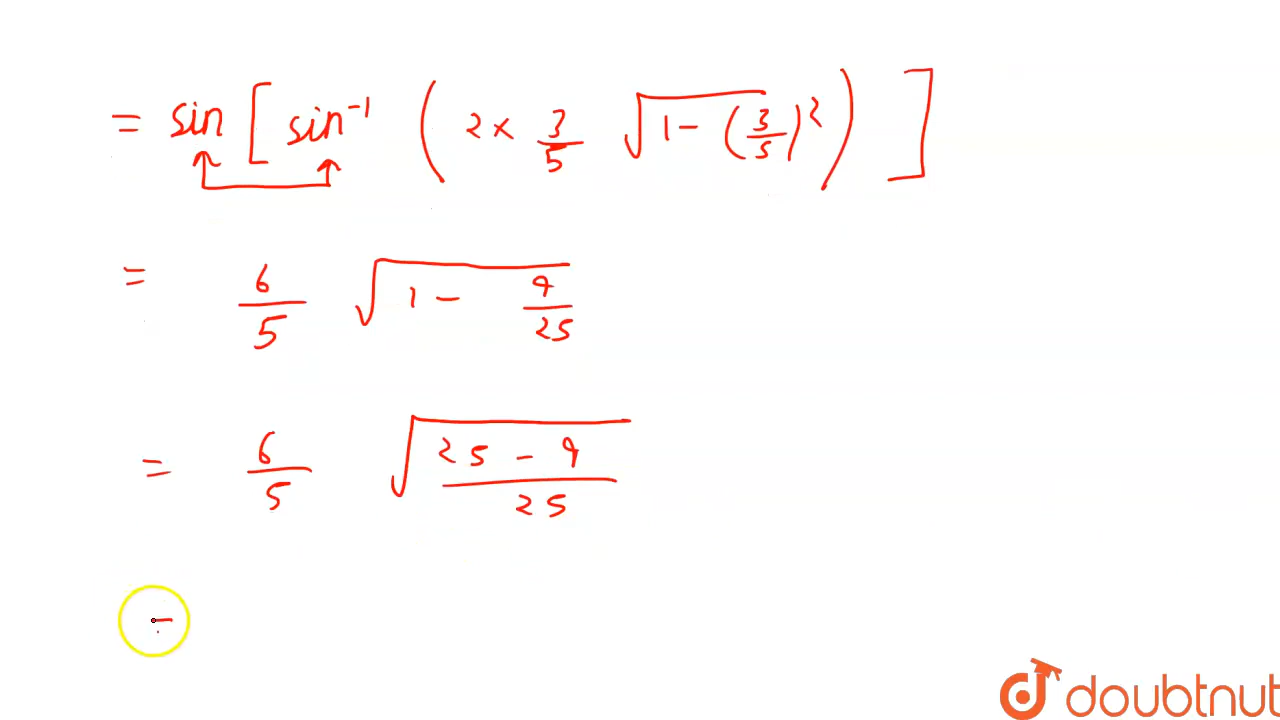 = sin [ sin⁻¹ ( 2 × 3/5 √(1 − (3/5)²) ) ]
= 6/5 √(1 − 9/25)
= 6/5 √((25 − 9)/25)
doubtnut